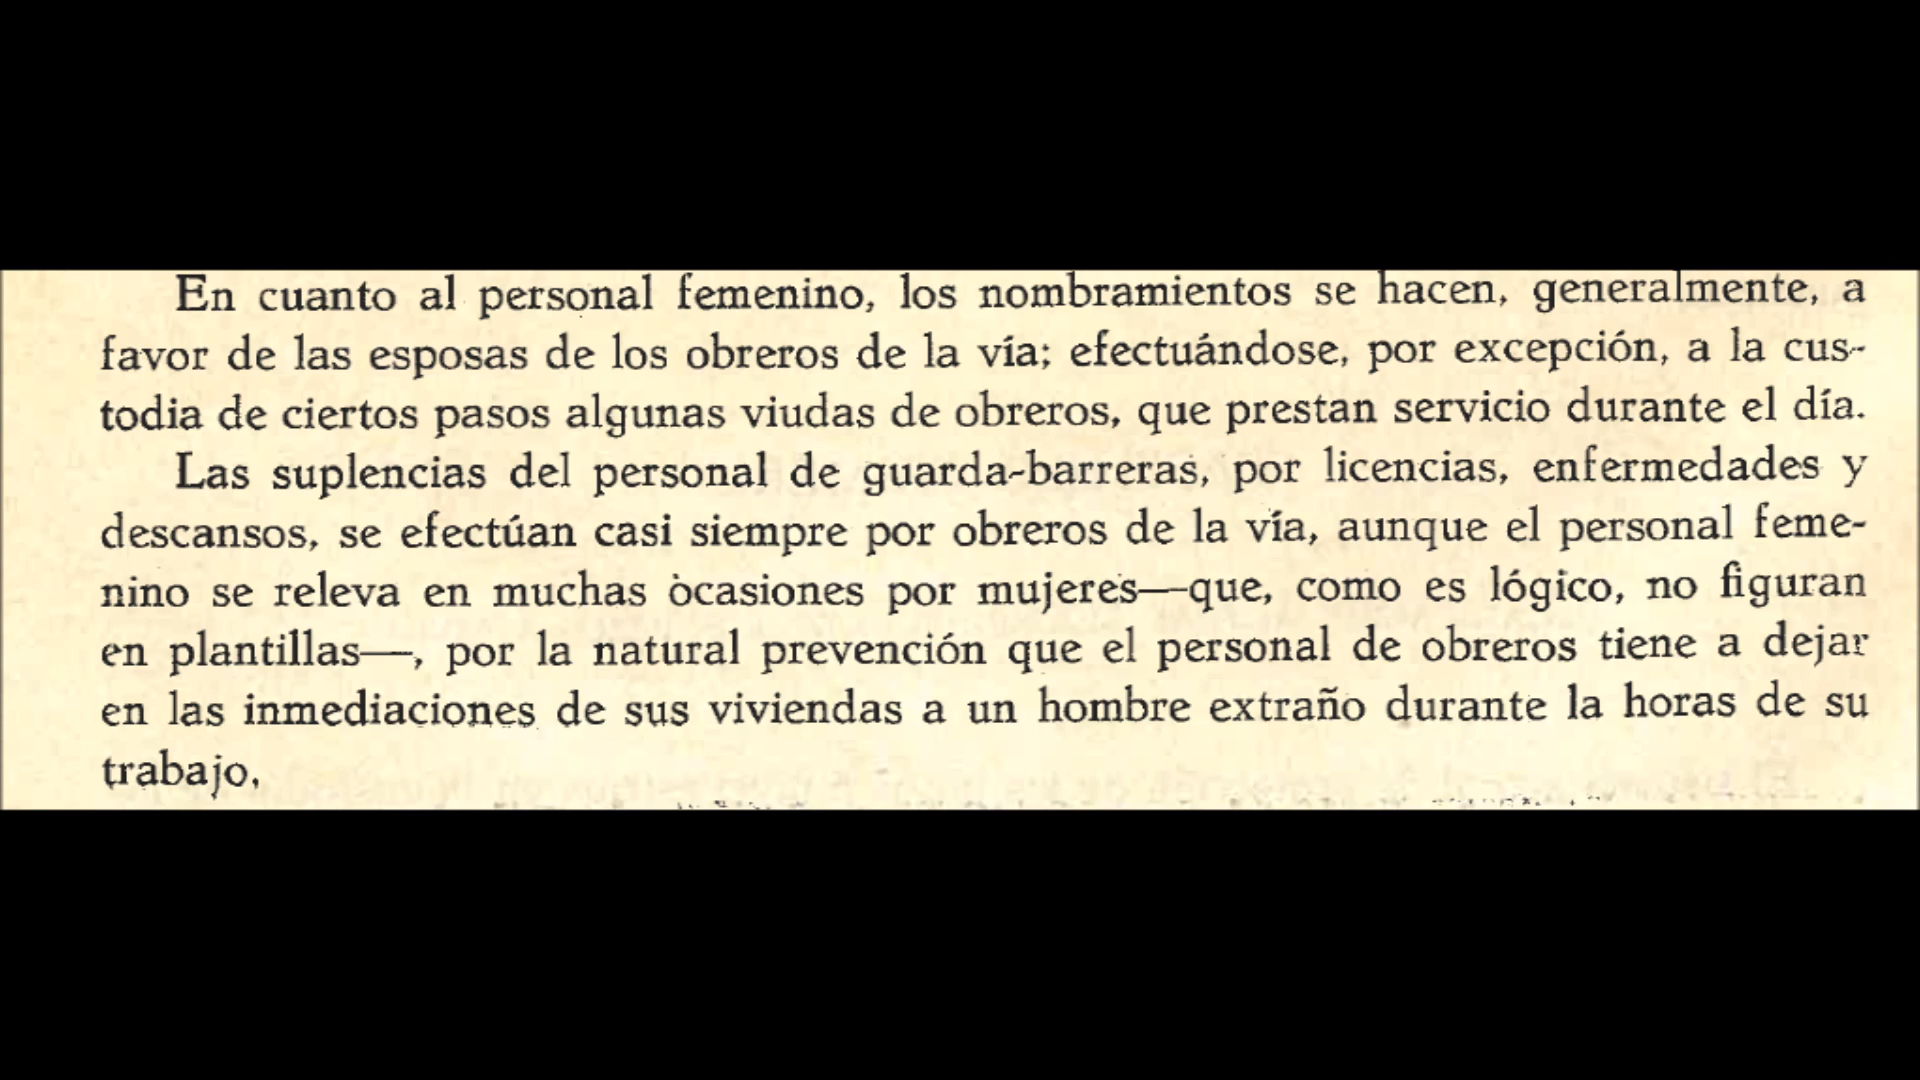 En cuanto al personal femenino, los nombramientos se hacen, generalmente, a
favor de las esposas de los obreros de la vía; efectuándose, por excepción, a la cus-
todia de ciertos pasos algunas viudas de obreros, que prestan servicio durante el día.
Las suplencias del personal de guarda-barreras, por licencias, enfermedades y
descansos, se efectúan casi siempre por obreros de la vía, aunque el personal feme-
nino se releva en muchas ocasiones por mujeres—que, como es lógico, no figuran
en plantillas—, por la natural prevención que el personal de obreros tiene a dejar
en las inmediaciones de sus viviendas a un hombre extraño durante la horas de su
trabajo,